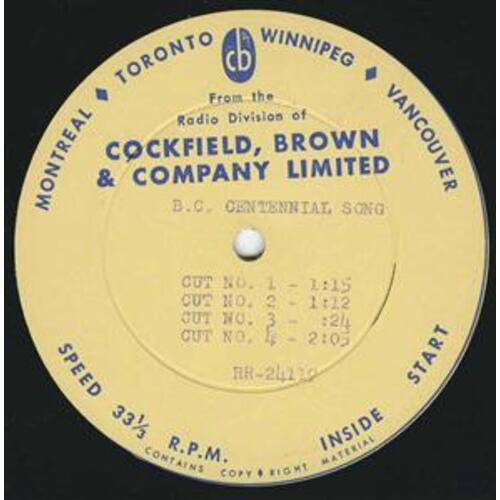 MONTREAL ♦ TORONTO ♦ WINNIPEG ♦ VANCOUVER
cb
From the
Radio Division of
COCKFIELD, BROWN
& COMPANY LIMITED
B.C. CENTENNIAL SONG
CUT NO. 1 - 1:15
CUT NO. 2 - 1:12
CUT NO. 3 - :24
CUT NO. 4 - 2:05
RR-24119
SPEED 33⅓ R.P.M. INSIDE START
CONTAINS COPY♦RIGHT MATERIAL